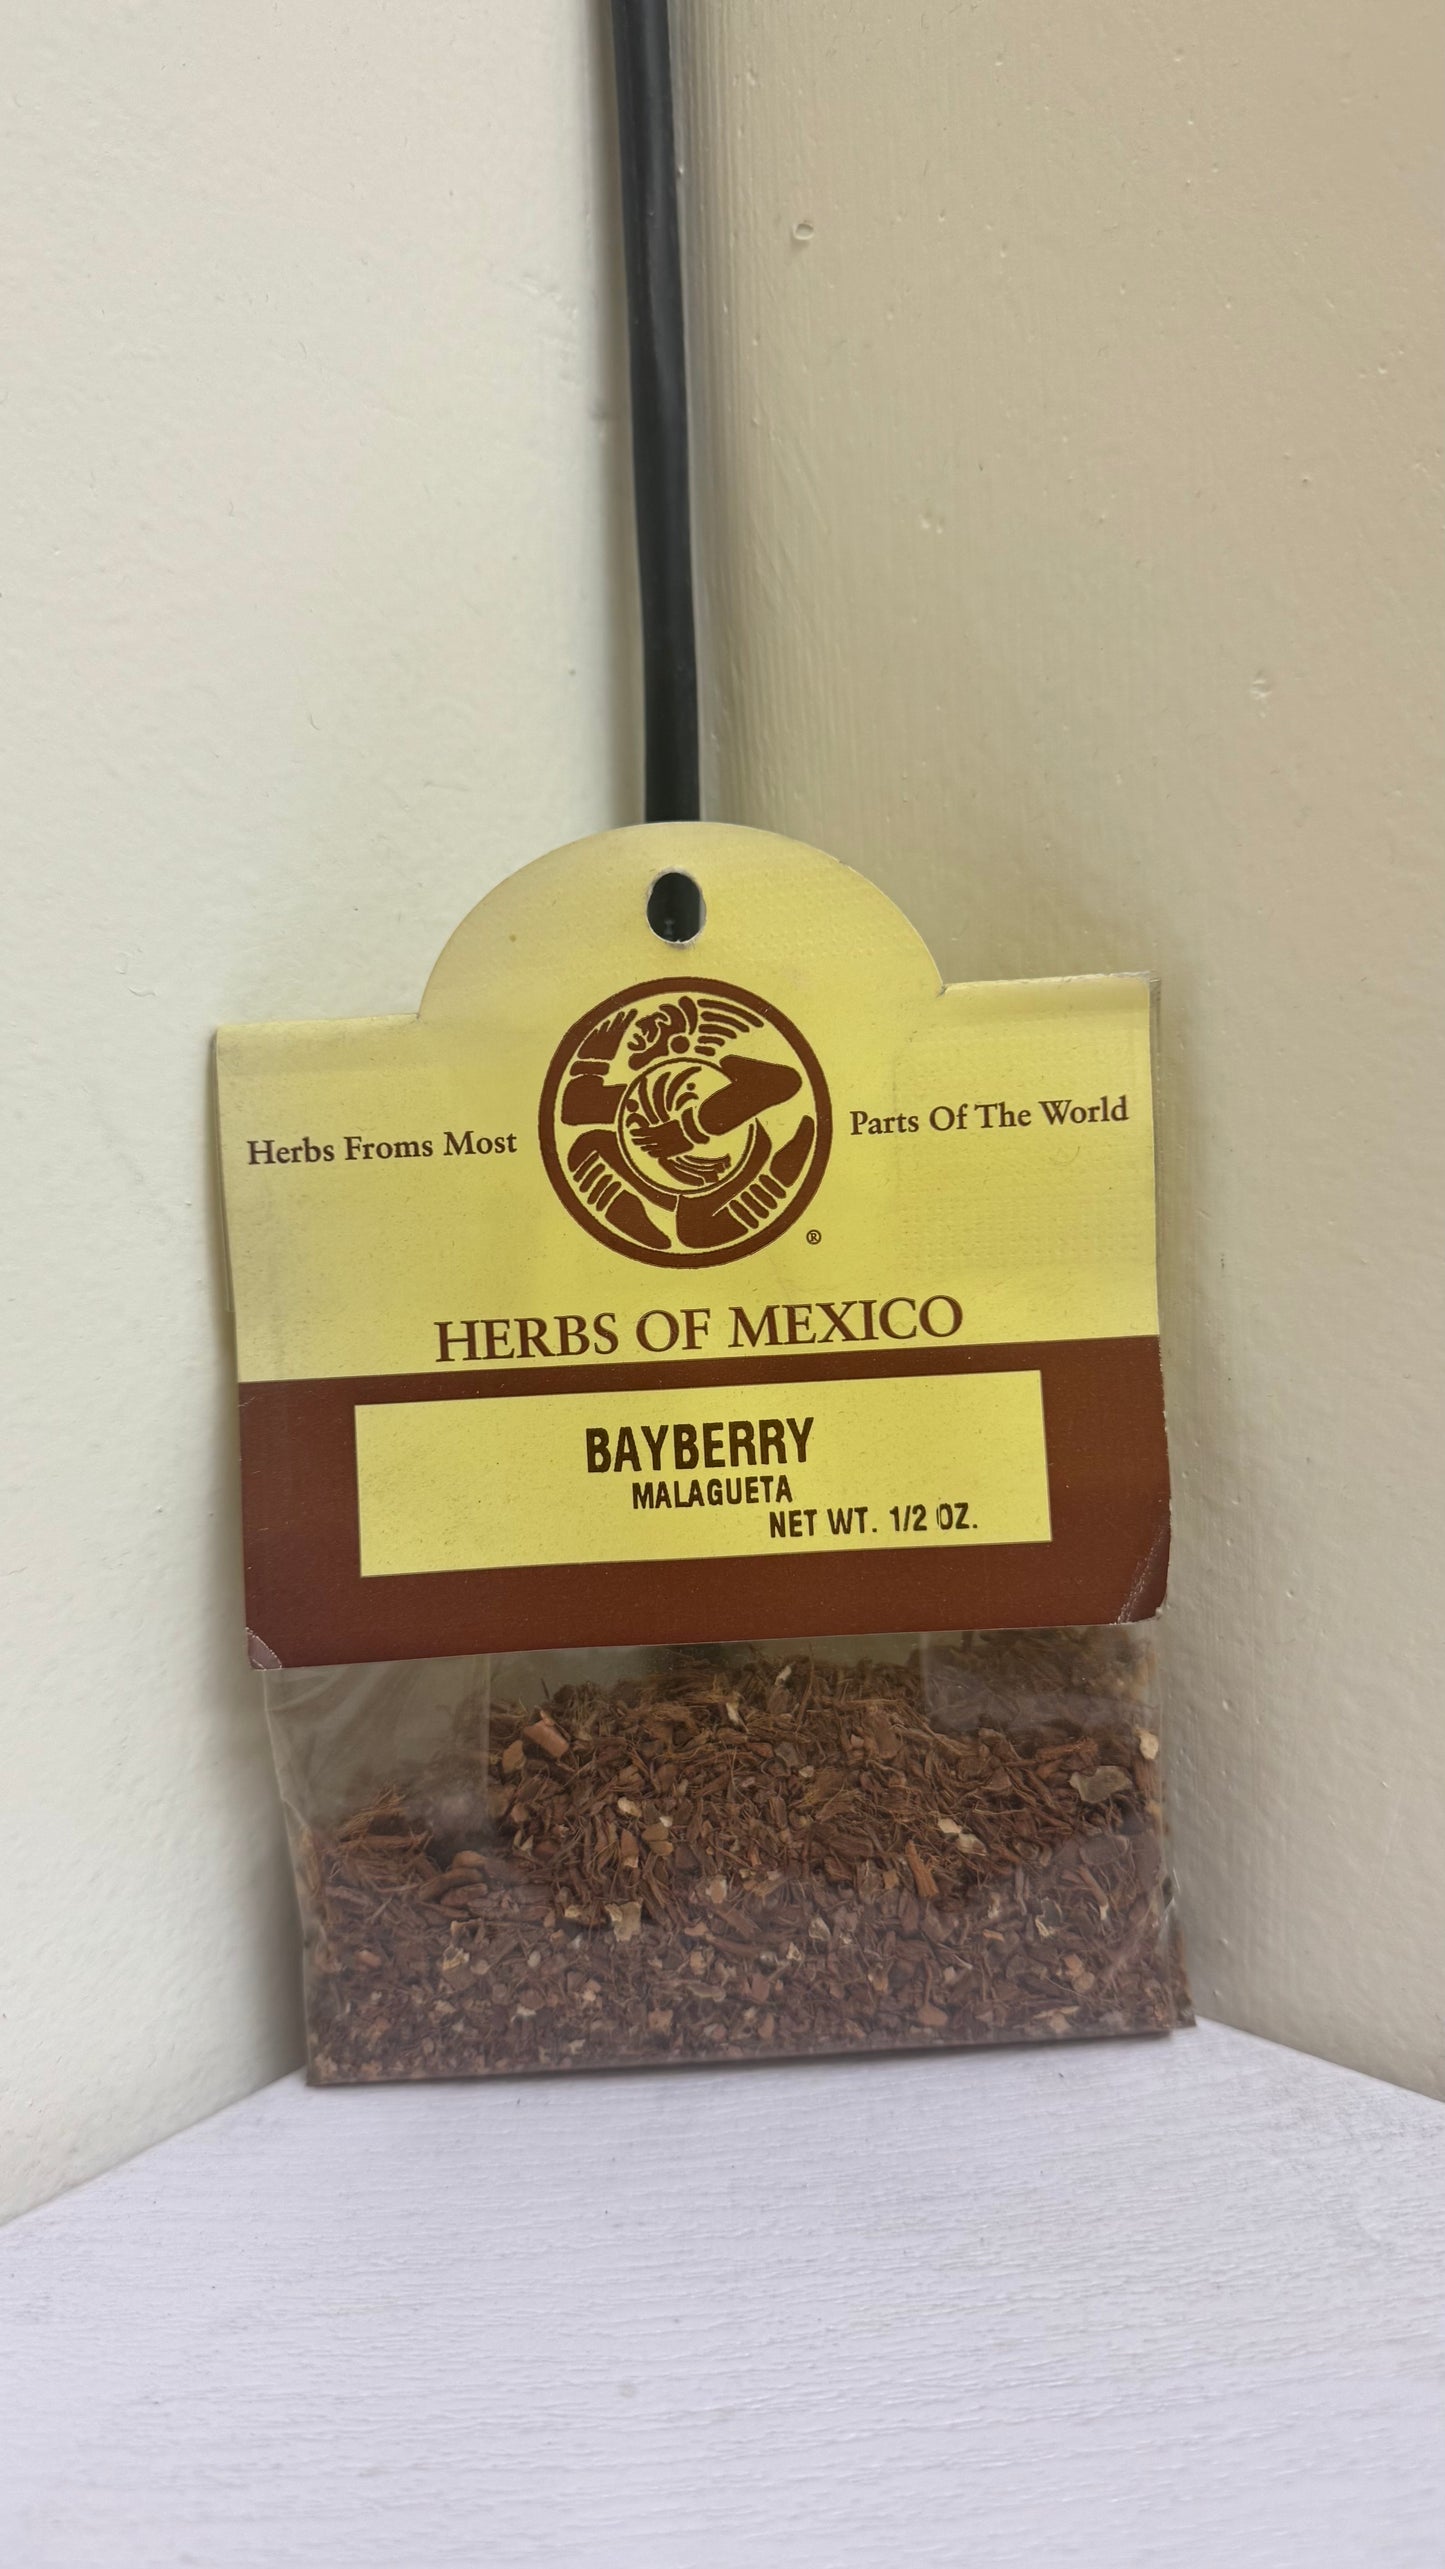 Herbs Froms Most
Parts Of The World
®
HERBS OF MEXICO
BAYBERRY
MALAGUETA
NET WT. 1/2 OZ.